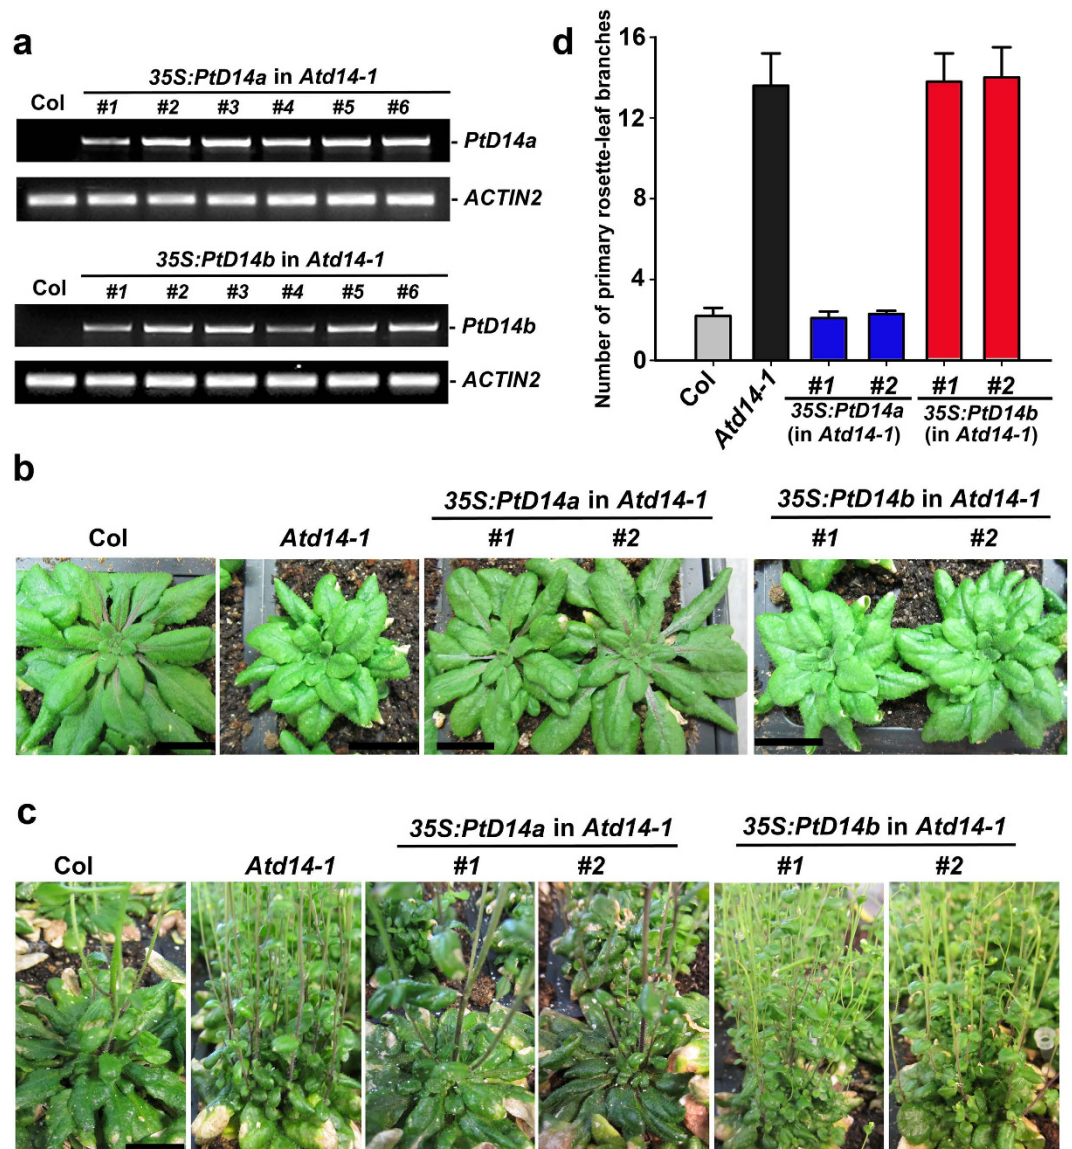 a
35S:PtD14a in Atd14-1
Col #1 #2 #3 #4 #5 #6
- PtD14a
- ACTIN2
35S:PtD14b in Atd14-1
Col #1 #2 #3 #4 #5 #6
- PtD14b
- ACTIN2
d
Number of primary rosette-leaf branches
16
12
8
4
0
Col Atd14-1 #1 #2 #1 #2
35S:PtD14a 35S:PtD14b
(in Atd14-1) (in Atd14-1)
b
35S:PtD14a in Atd14-1 35S:PtD14b in Atd14-1
Col Atd14-1 #1 #2 #1 #2
c
35S:PtD14a in Atd14-1 35S:PtD14b in Atd14-1
Col Atd14-1 #1 #2 #1 #2